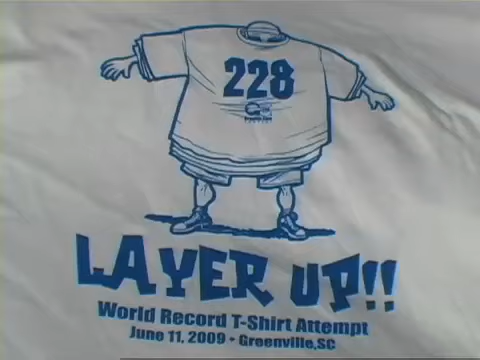 228
LAYER UP!!
World Record T-Shirt Attempt
June 11, 2009 • Greenville, SC